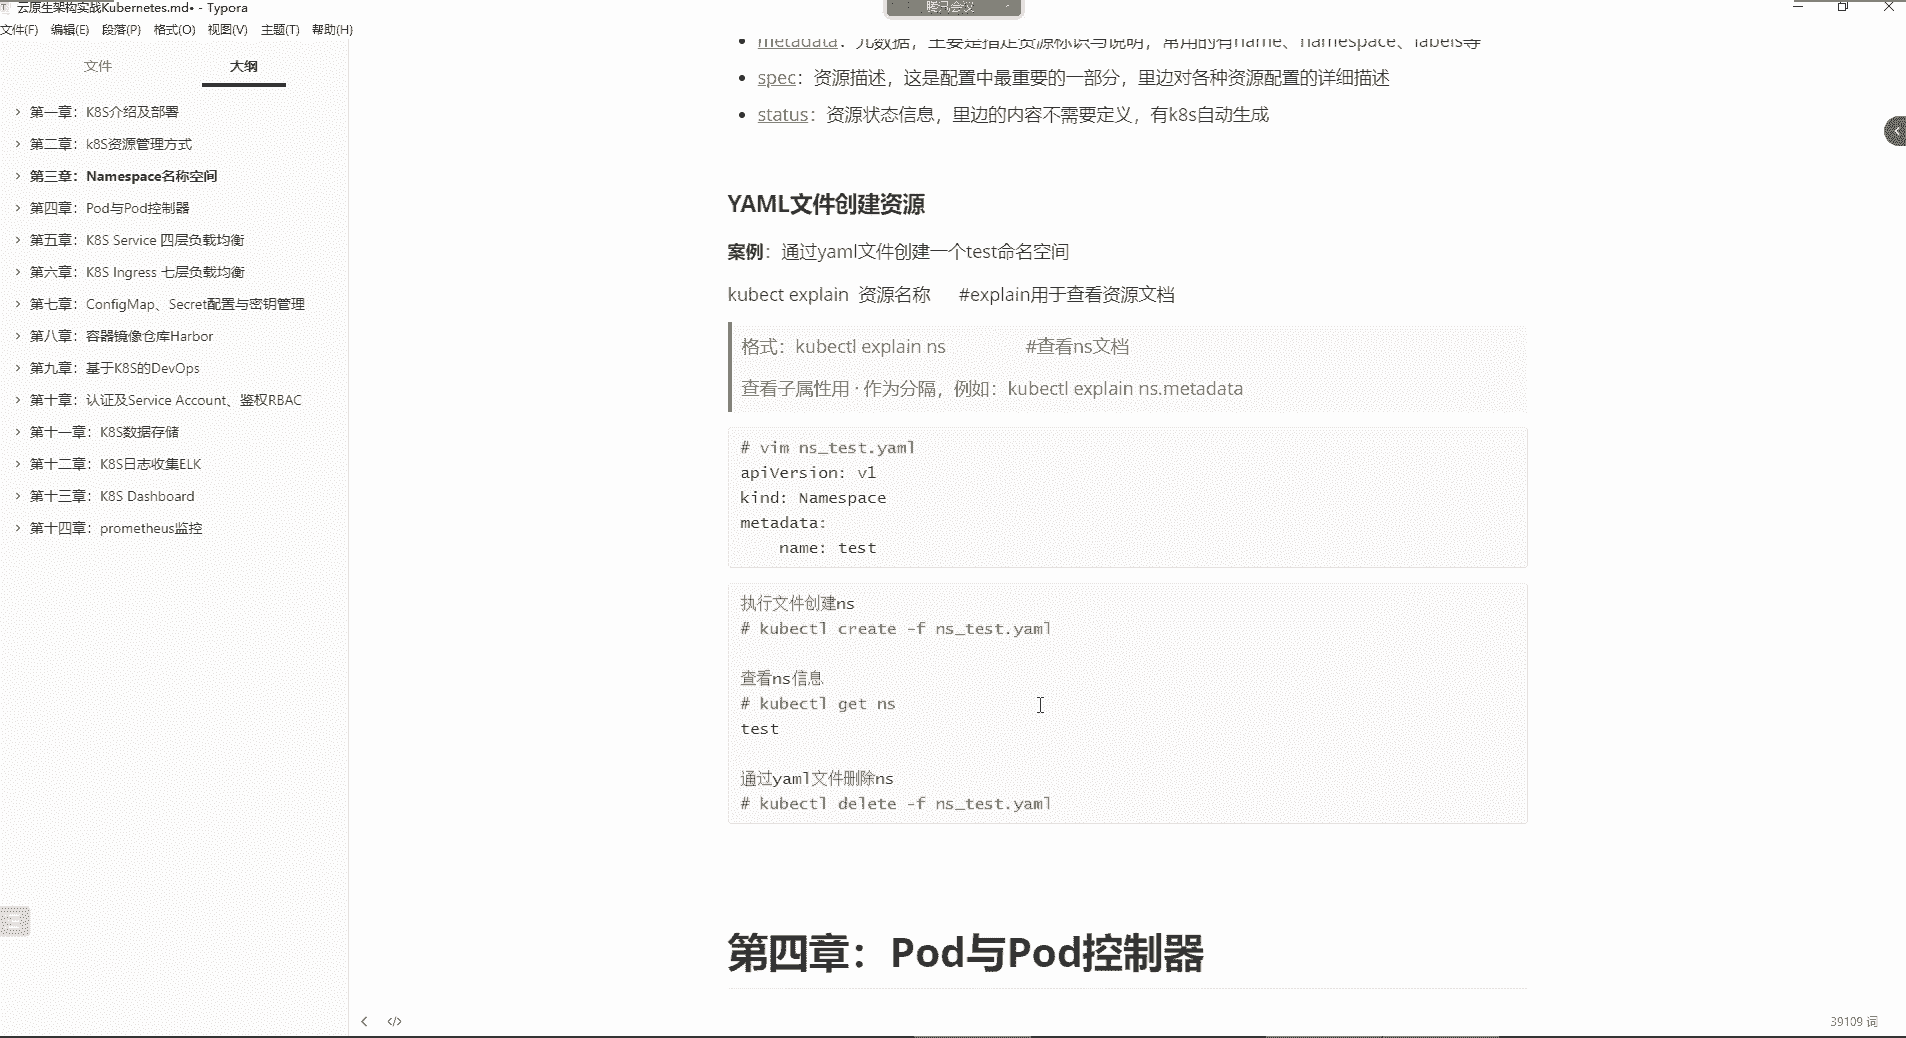 云原生架构实战Kubernetes.md• - Typora
腾讯会议
文件(F) 编辑(E) 段落(P) 格式(O) 视图(V) 主题(T) 帮助(H)
文件 大纲
第一章：K8S介绍及部署
第二章：k8S资源管理方式
第三章：Namespace名称空间
第四章：Pod与Pod控制器
第五章：K8S Service 四层负载均衡
第六章：K8S Ingress 七层负载均衡
第七章：ConfigMap、Secret配置与密钥管理
第八章：容器镜像仓库Harbor
第九章：基于K8S的DevOps
第十章：认证及Service Account、鉴权RBAC
第十一章：K8S数据存储
第十二章：K8S日志收集ELK
第十三章：K8S Dashboard
第十四章：prometheus监控
metadata：元数据，主要是指定资源标识与说明，常用的有name、namespace、labels等
spec：资源描述，这是配置中最重要的一部分，里边对各种资源配置的详细描述
status：资源状态信息，里边的内容不需要定义，有k8s自动生成
YAML文件创建资源
案例：通过yaml文件创建一个test命名空间
kubect explain 资源名称 #explain用于查看资源文档
格式：kubectl explain ns #查看ns文档
查看子属性用 · 作为分隔，例如：kubectl explain ns.metadata
# vim ns_test.yaml
apiVersion: v1
kind: Namespace
metadata:
name: test
执行文件创建ns
# kubectl create -f ns_test.yaml
查看ns信息
# kubectl get ns
test
通过yaml文件删除ns
# kubectl delete -f ns_test.yaml
第四章：Pod与Pod控制器
39109 词